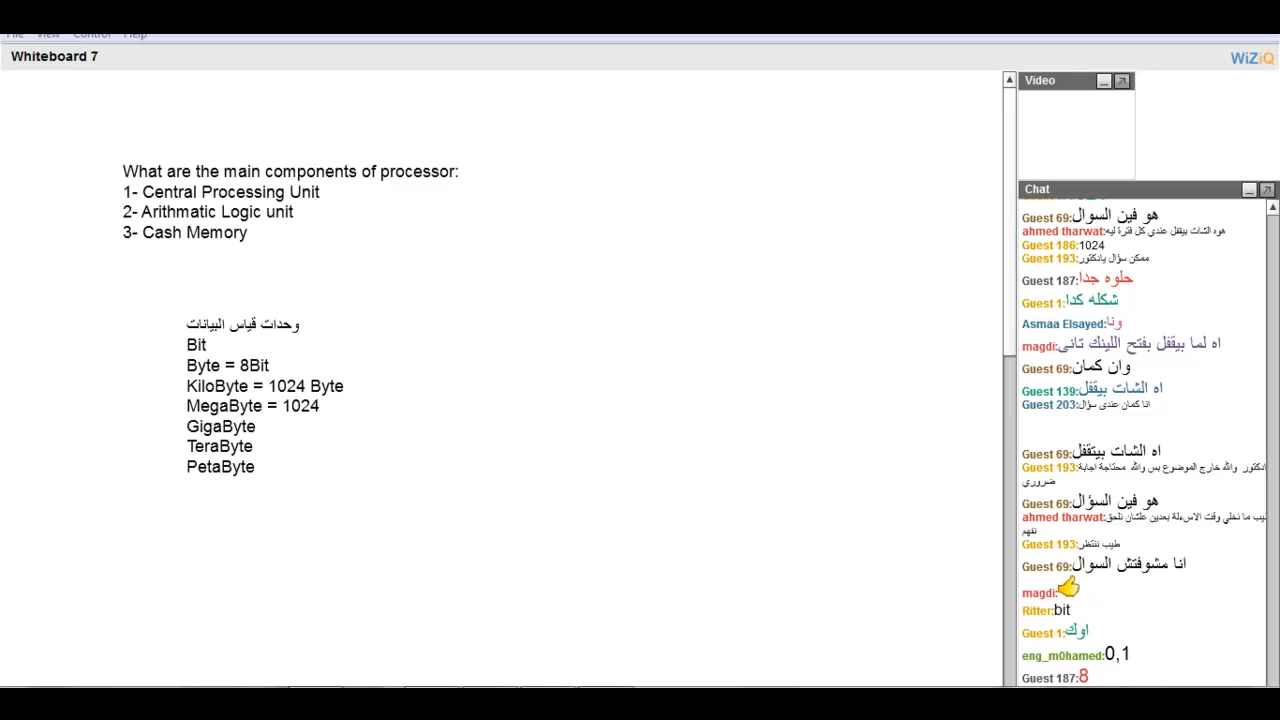 File View Control Help
Whiteboard 7
WiZiQ
What are the main components of processor:
1- Central Processing Unit
2- Arithmatic Logic unit
3- Cash Memory
وحدات قياس البيانات
Bit
Byte = 8Bit
KiloByte = 1024 Byte
MegaByte = 1024
GigaByte
TeraByte
PetaByte
Video
Chat
Guest 69:هو فين السوال
ahmed tharwat:هوه الشات بيقفل عندي كل فترة ليه
Guest 186:1024
Guest 193:ممكن سؤال يادكتور
Guest 187:حلوه جدا
Guest 1:شكله كدا
Asmaa Elsayed:ونا
magdi:اه لما بيقفل بفتح اللينك تانى
Guest 69:وان كمان
Guest 139:اه الشات بيقفل
Guest 203:انا كمان عندى سؤال
Guest 69:اه الشات بيتقفل
Guest 193:دكتور والله خارج الموضوع بس والله محتاجة اجابة
ضروري
Guest 69:هو فين السؤال
ahmed tharwat:يب ما نخلي وقت الاسءلة بعدين علشان نلحق
نفهم
Guest 193:طيب ننتظر
Guest 69:انا مشوفتش السوال
magdi:
Ritter:bit
Guest 1:اوك
eng_m0hamed:0,1
Guest 187:8